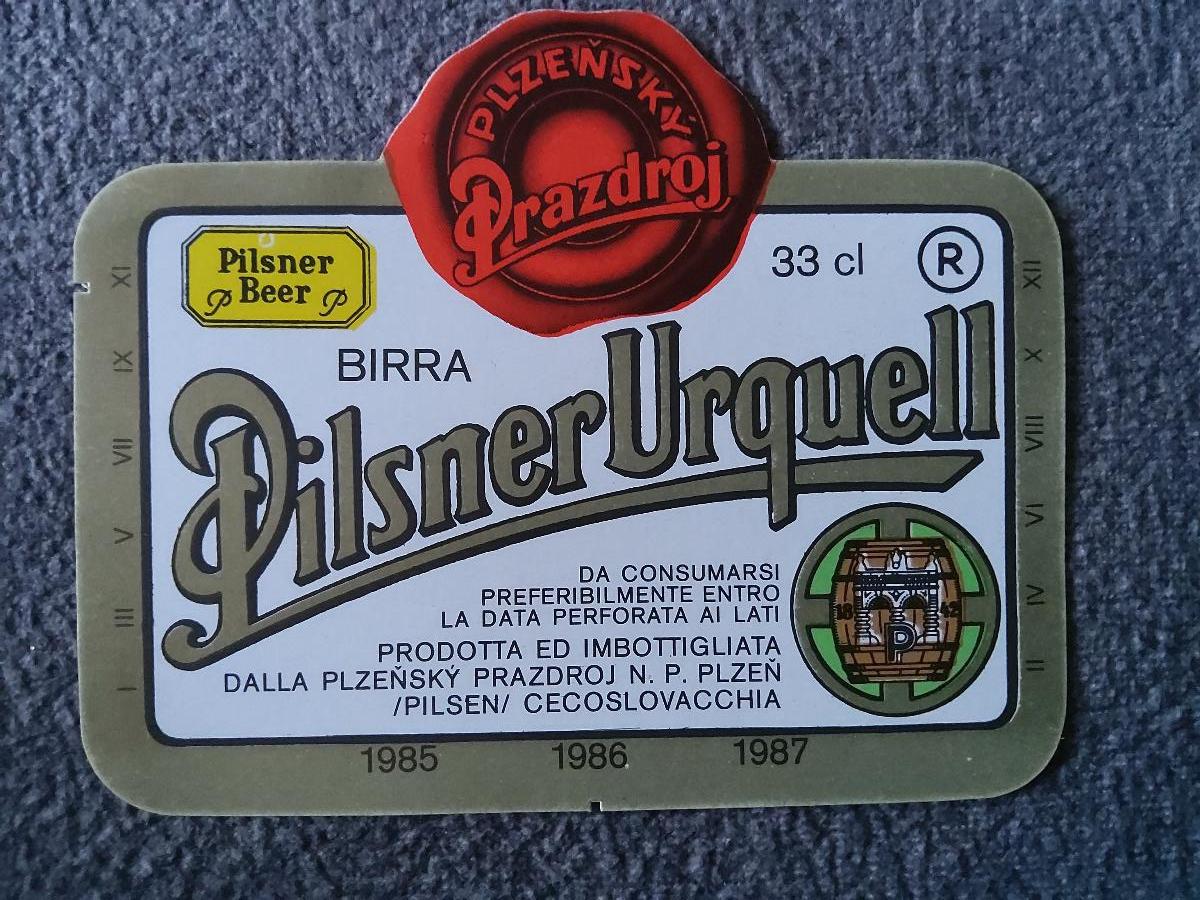 PLZEŇSKÝ
Prazdroj
Pilsner
Beer
P P
33 cl
R
BIRRA
Pilsner Urquell
DA CONSUMARSI
PREFERIBILMENTE ENTRO
LA DATA PERFORATA AI LATI
PRODOTTA ED IMBOTTIGLIATA
DALLA PLZEŇSKÝ PRAZDROJ N. P. PLZEŇ
/PILSEN/ CECOSLOVACCHIA
18 42
P
XI
IX
VII
V
III
I
XII
X
VIII
VI
IV
II
1985 1986 1987